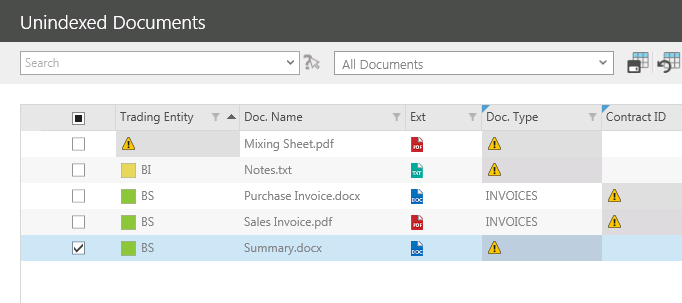 Unindexed Documents
Search All Documents
Trading Entity Doc. Name Ext Doc. Type Contract ID
Mixing Sheet.pdf PDF
BI Notes.txt TXT
BS Purchase Invoice.docx DOC INVOICES
BS Sales Invoice.pdf PDF INVOICES
BS Summary.docx DOC